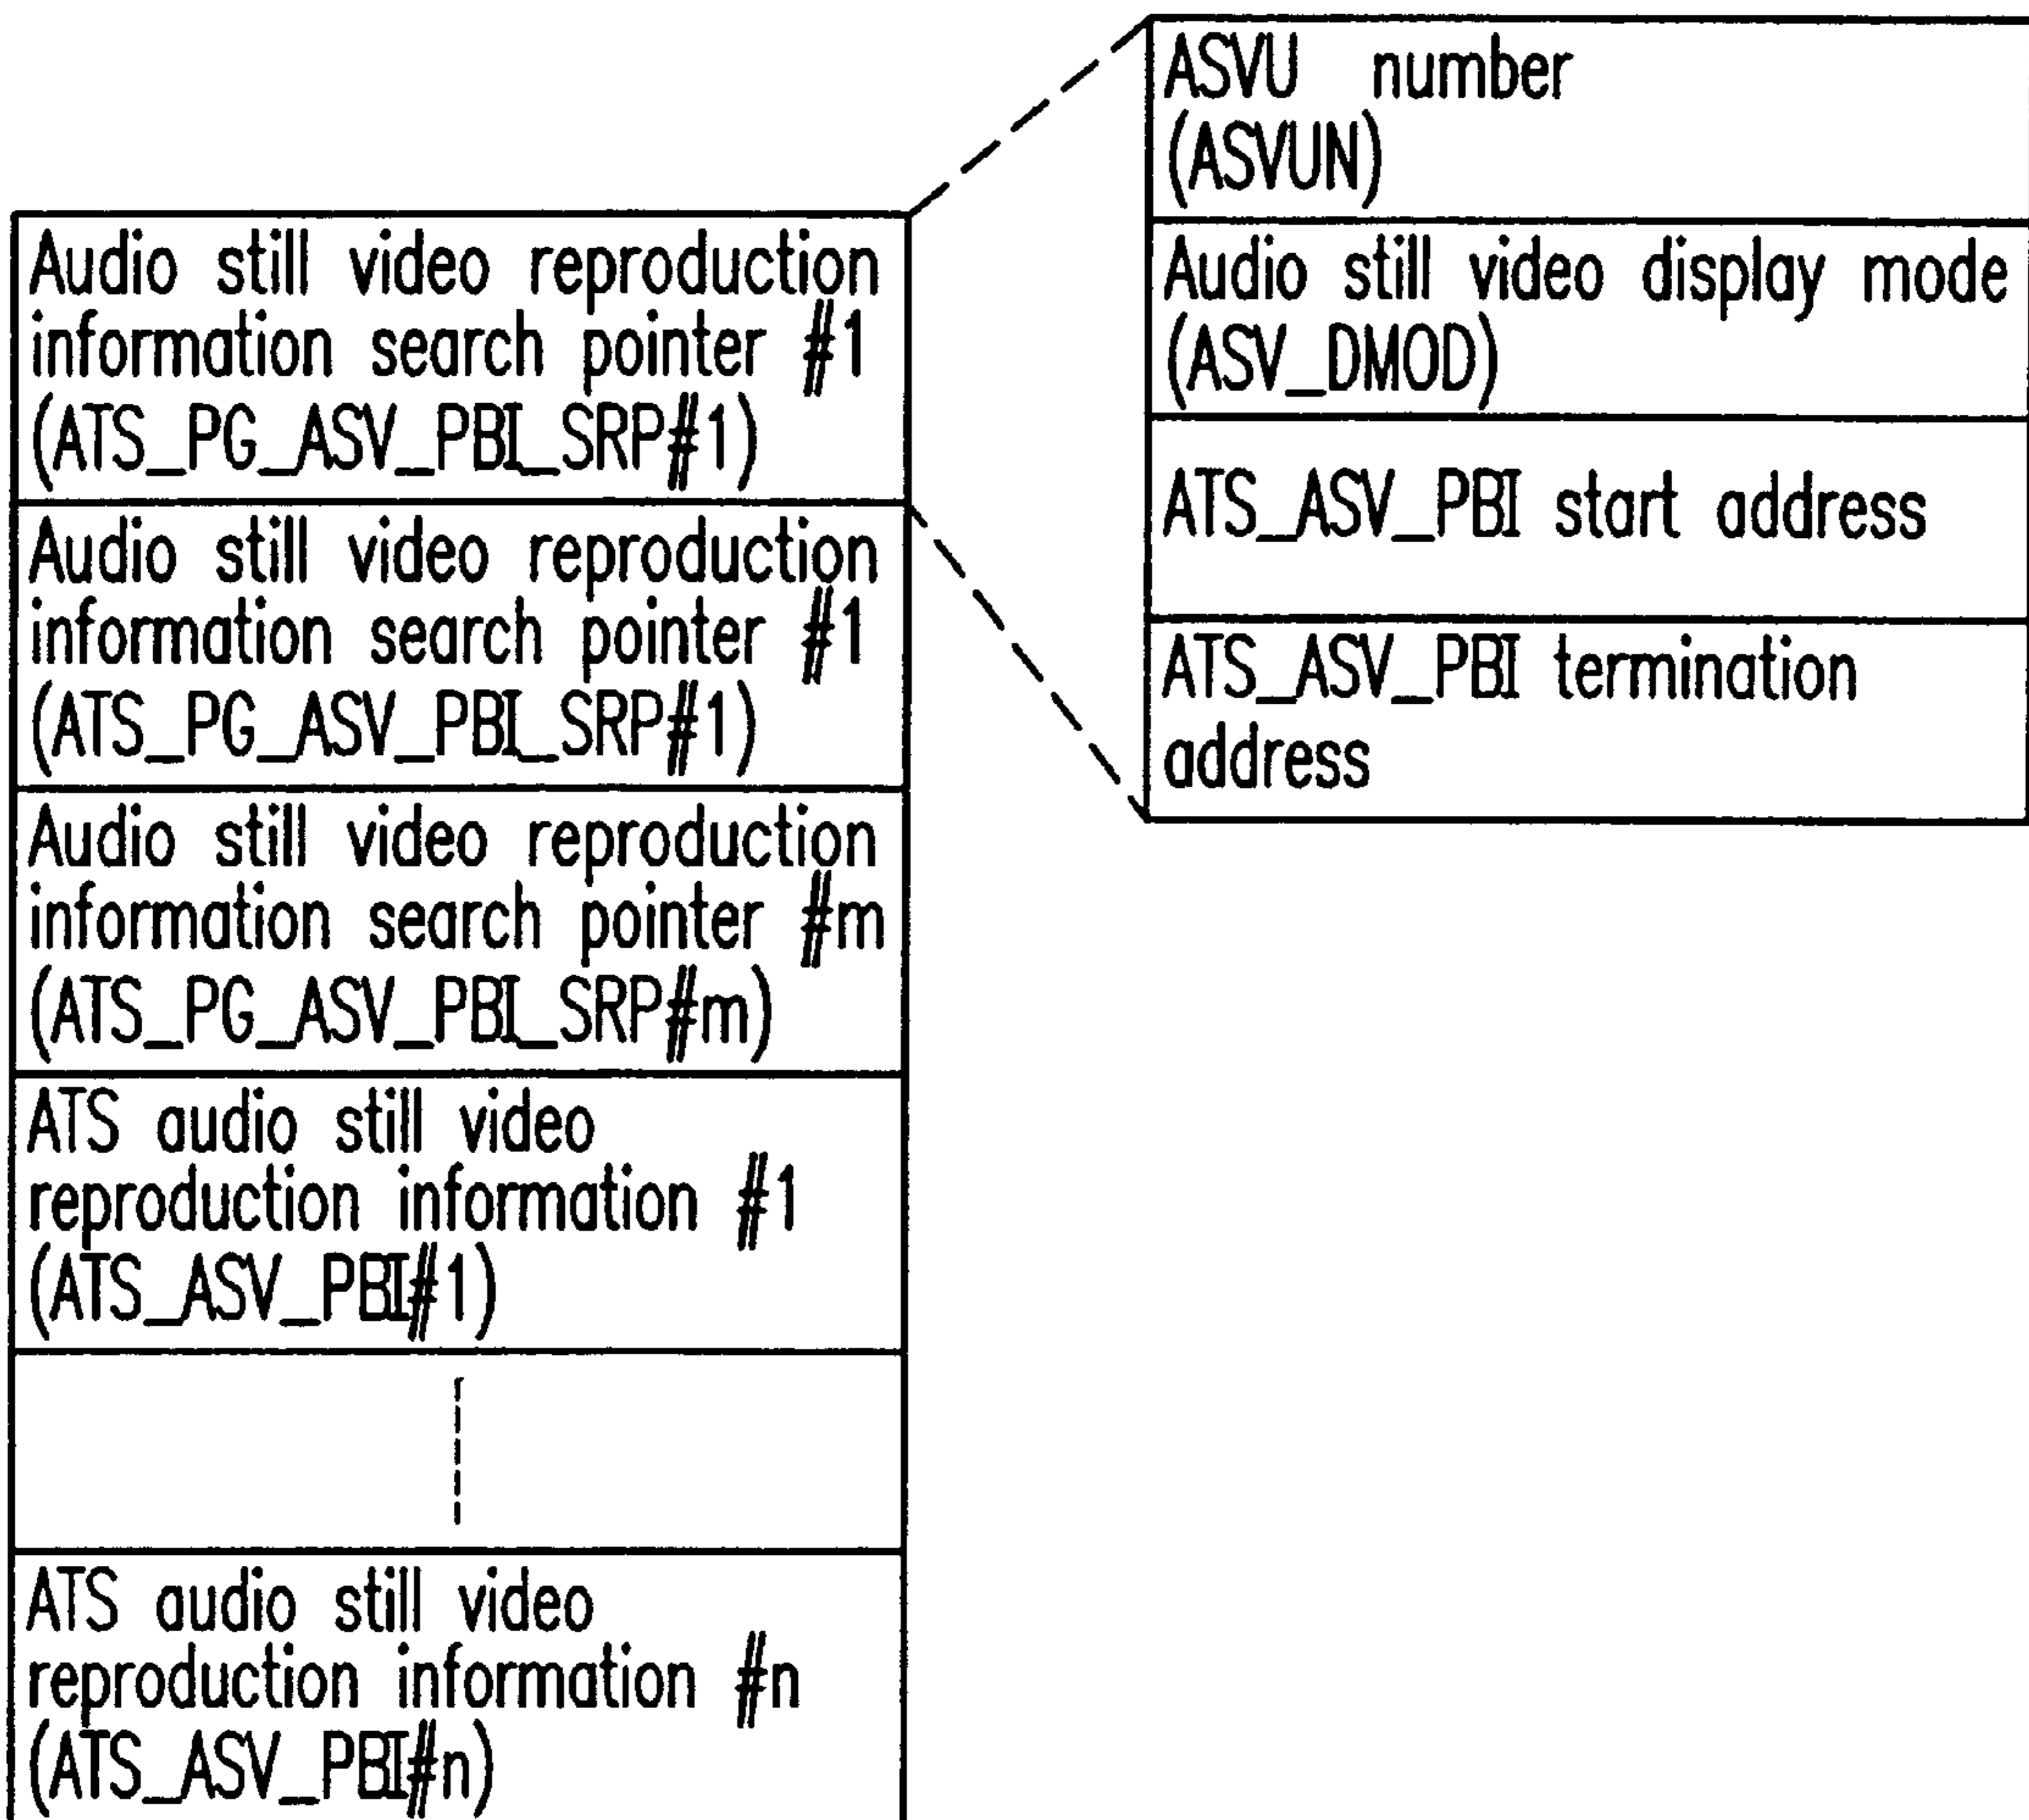 Audio still video reproduction
information search pointer #1
(ATS_PG_ASV_PBI_SRP#1)
Audio still video reproduction
information search pointer #1
(ATS_PG_ASV_PBI_SRP#1)
Audio still video reproduction
information search pointer #m
(ATS_PG_ASV_PBI_SRP#m)
ATS audio still video
reproduction information #1
(ATS_ASV_PBI#1)
ATS audio still video
reproduction information #n
(ATS_ASV_PBI#n)
ASVU number
(ASVUN)
Audio still video display mode
(ASV_DMOD)
ATS_ASV_PBI start address
ATS_ASV_PBI termination
address